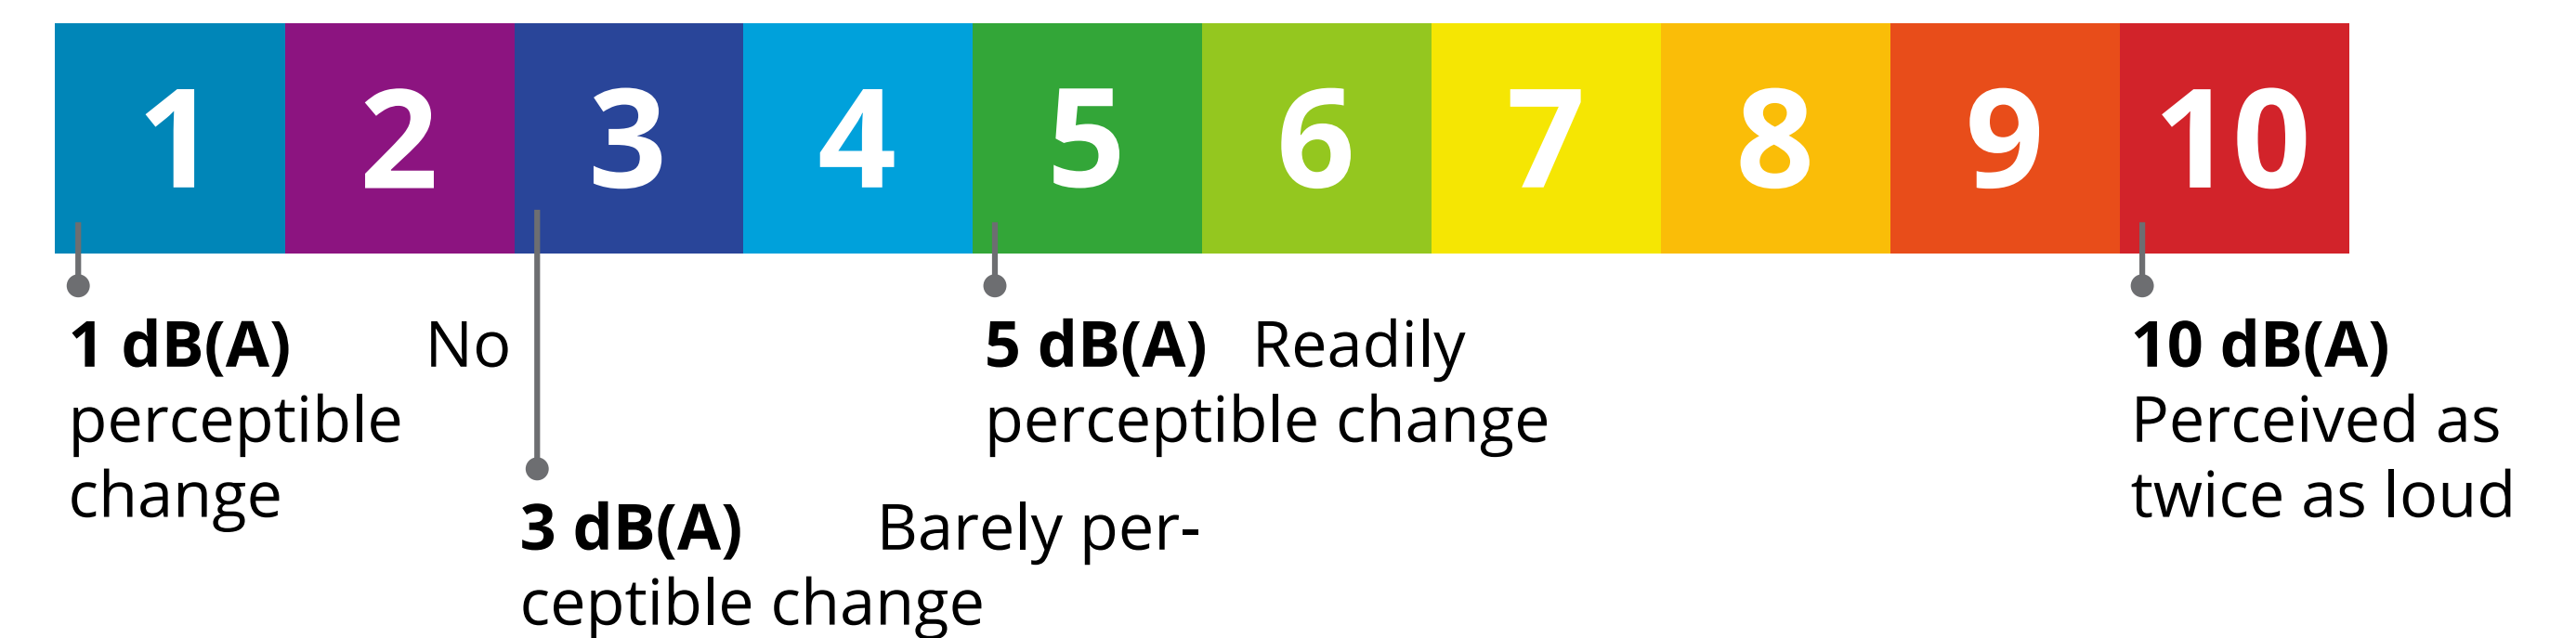 1 2 3 4 5 6 7 8 9 10
1 dB(A) No
perceptible
change
3 dB(A) Barely per-
ceptible change
5 dB(A) Readily
perceptible change
10 dB(A)
Perceived as
twice as loud